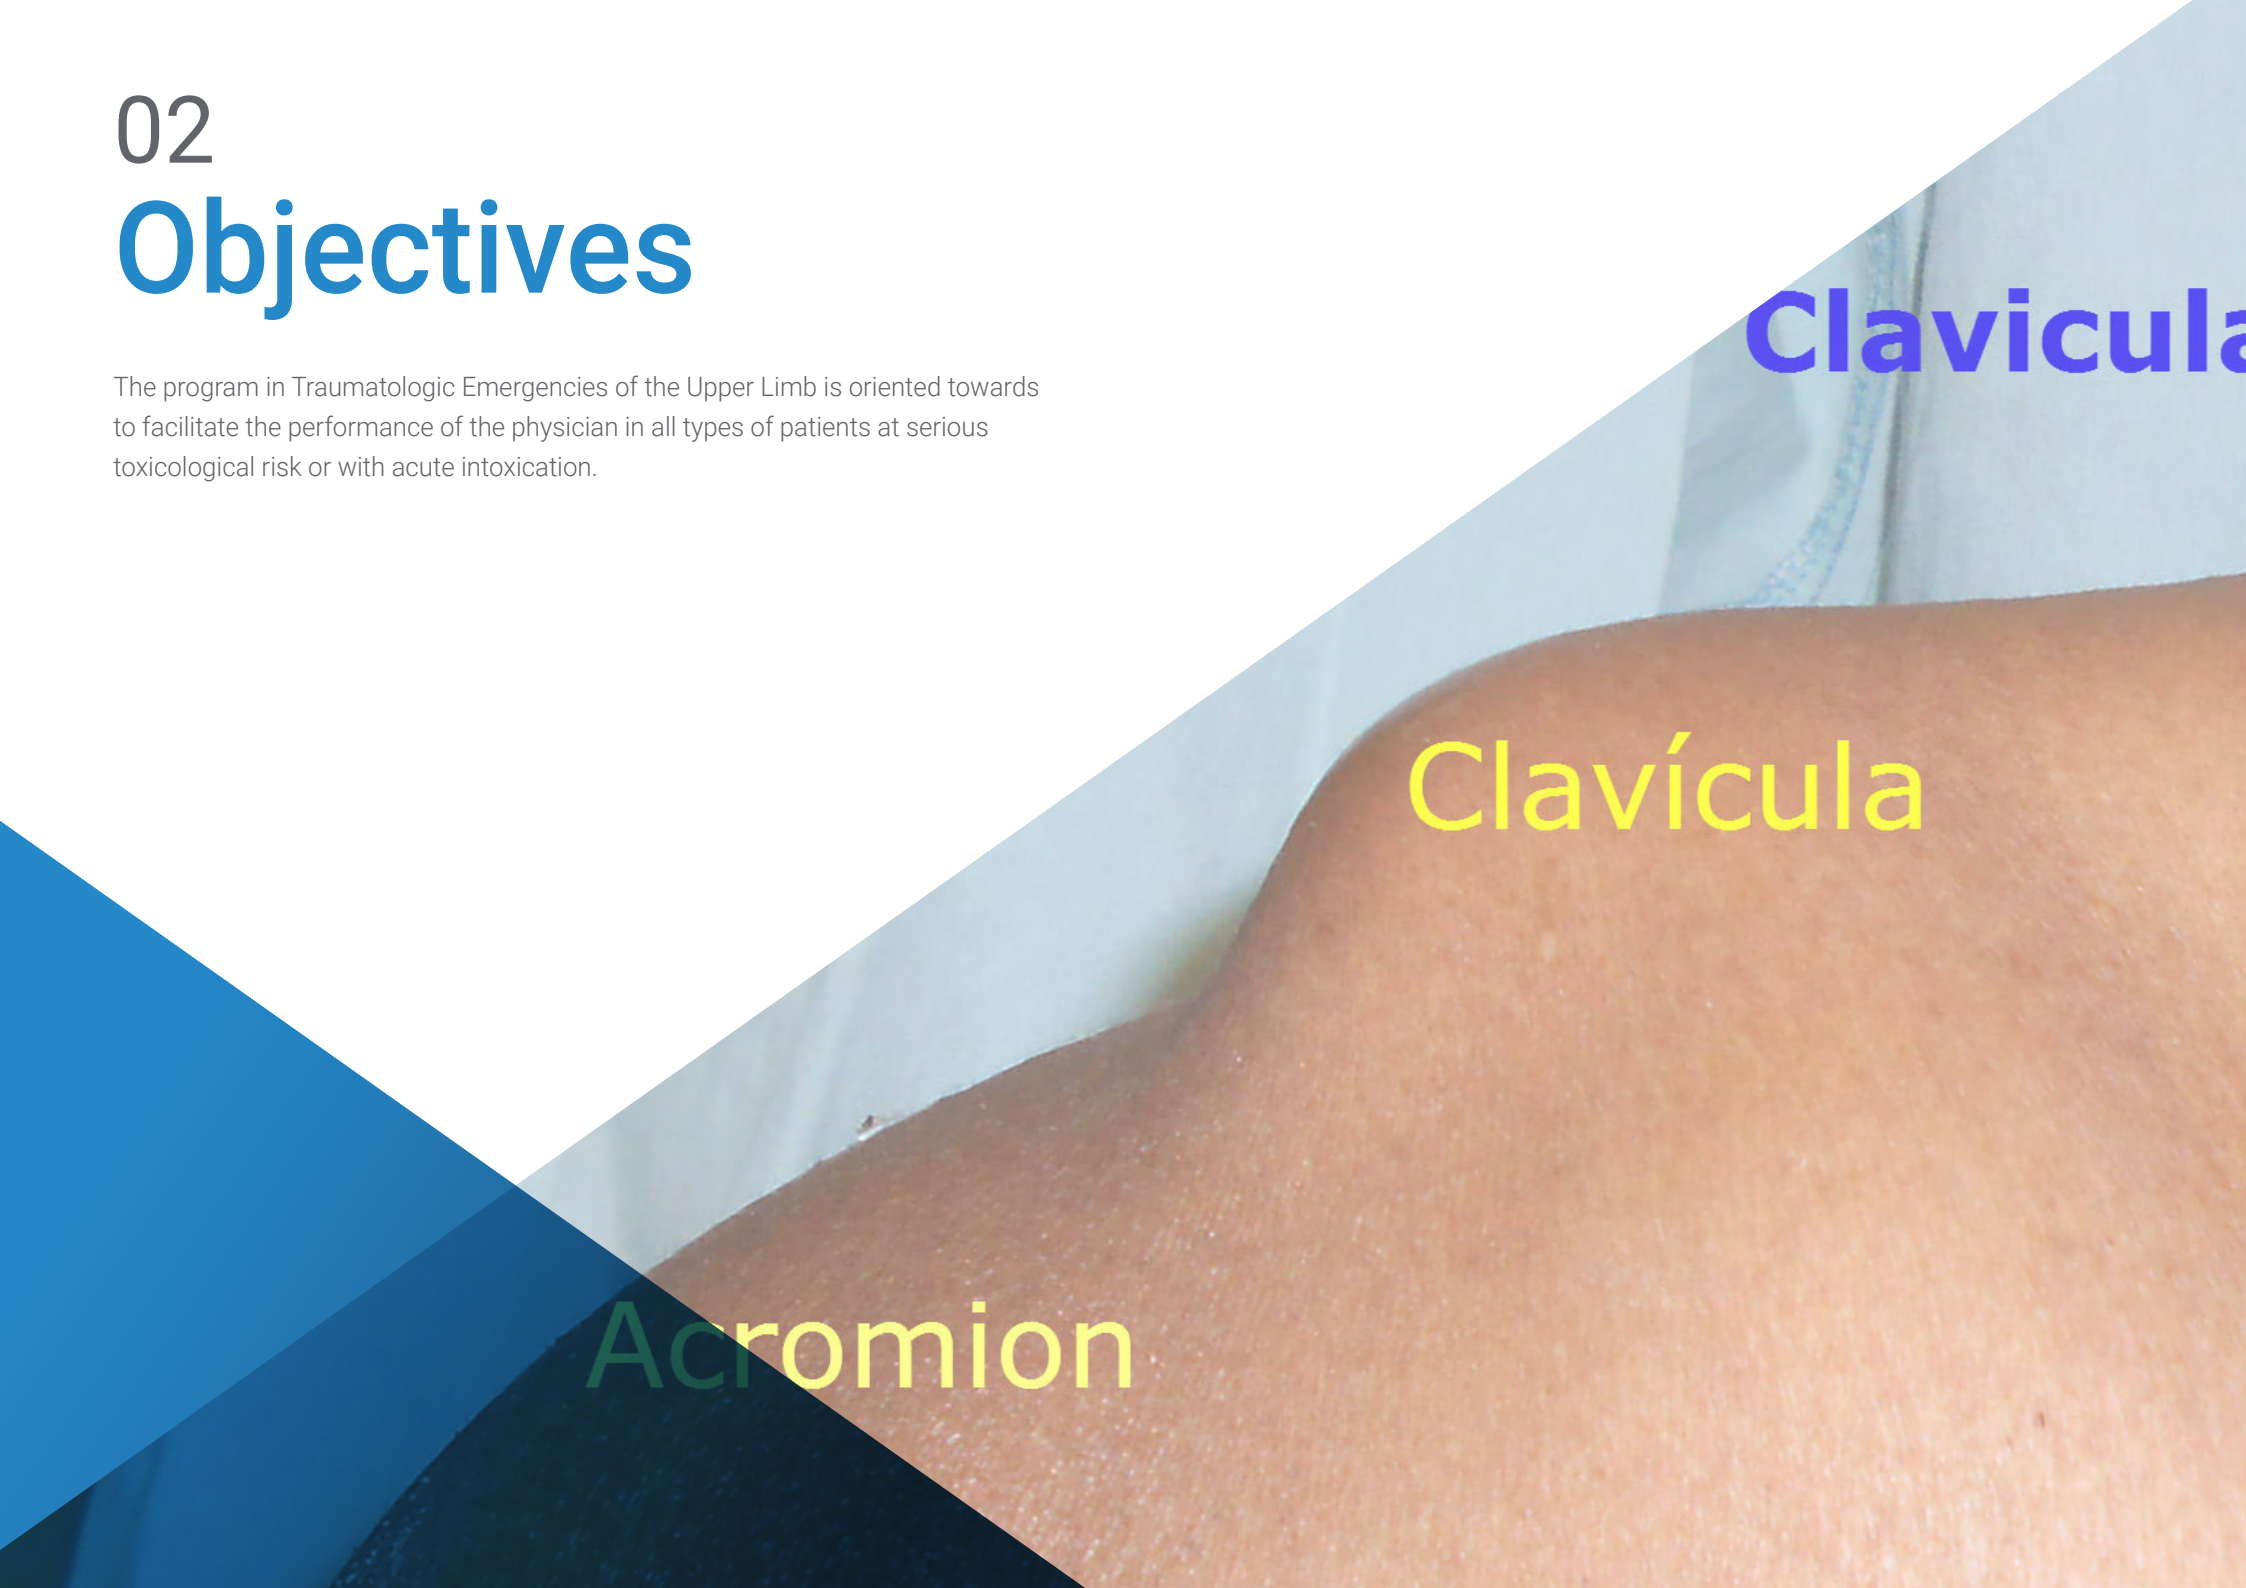 02
Objectives
The program in Traumatologic Emergencies of the Upper Limb is oriented towards
to facilitate the performance of the physician in all types of patients at serious
toxicological risk or with acute intoxication.
Clavicula
Clavícula
Acromion